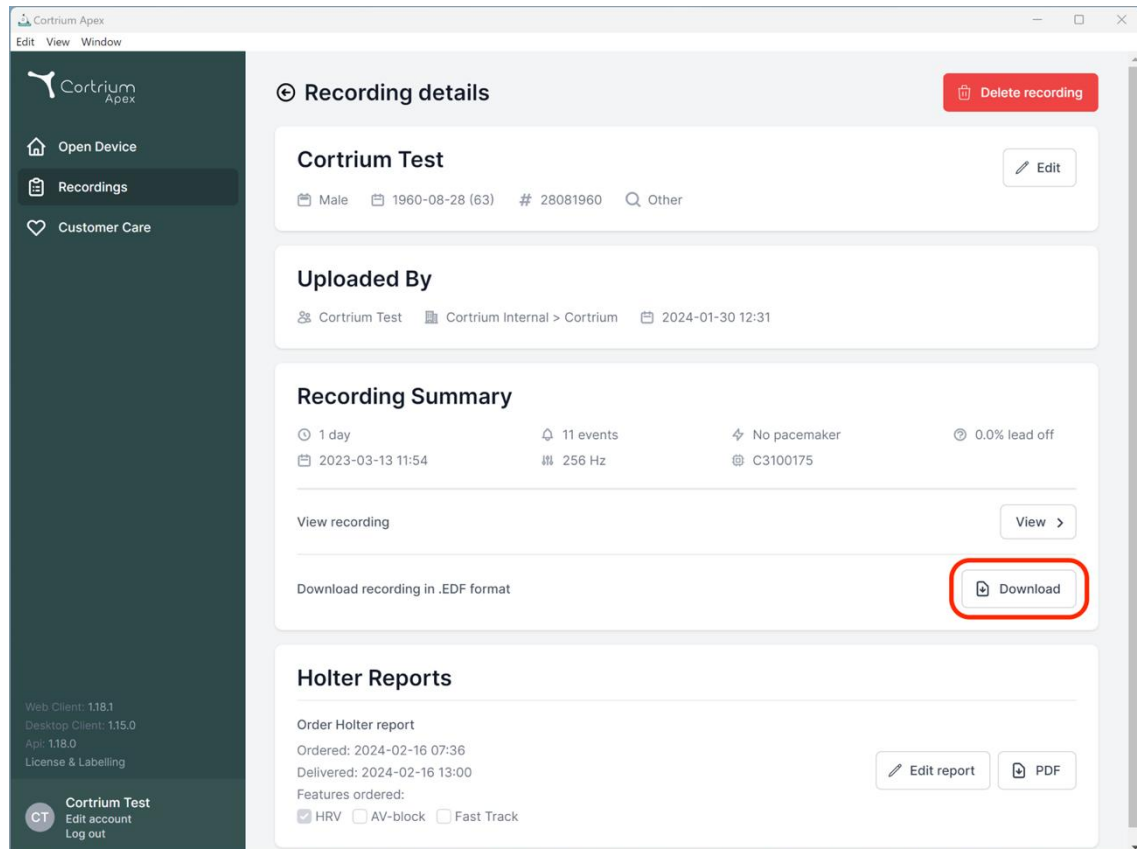 Cortrium Apex
Edit View Window
Cortrium
Apex
Open Device
Recordings
Customer Care
Web Client: 1.18.1
Desktop Client: 1.15.0
Api: 1.18.0
License & Labelling
CT
Cortrium Test
Edit account
Log out
Recording details
Delete recording
Cortrium Test
Edit
Male 1960-08-28 (63) # 28081960 Other
Uploaded By
Cortrium Test Cortrium Internal > Cortrium 2024-01-30 12:31
Recording Summary
1 day 11 events No pacemaker 0.0% lead off
2023-03-13 11:54 256 Hz C3100175
View recording View >
Download recording in .EDF format Download
Holter Reports
Order Holter report
Ordered: 2024-02-16 07:36
Delivered: 2024-02-16 13:00
Features ordered:
HRV AV-block Fast Track
Edit report PDF